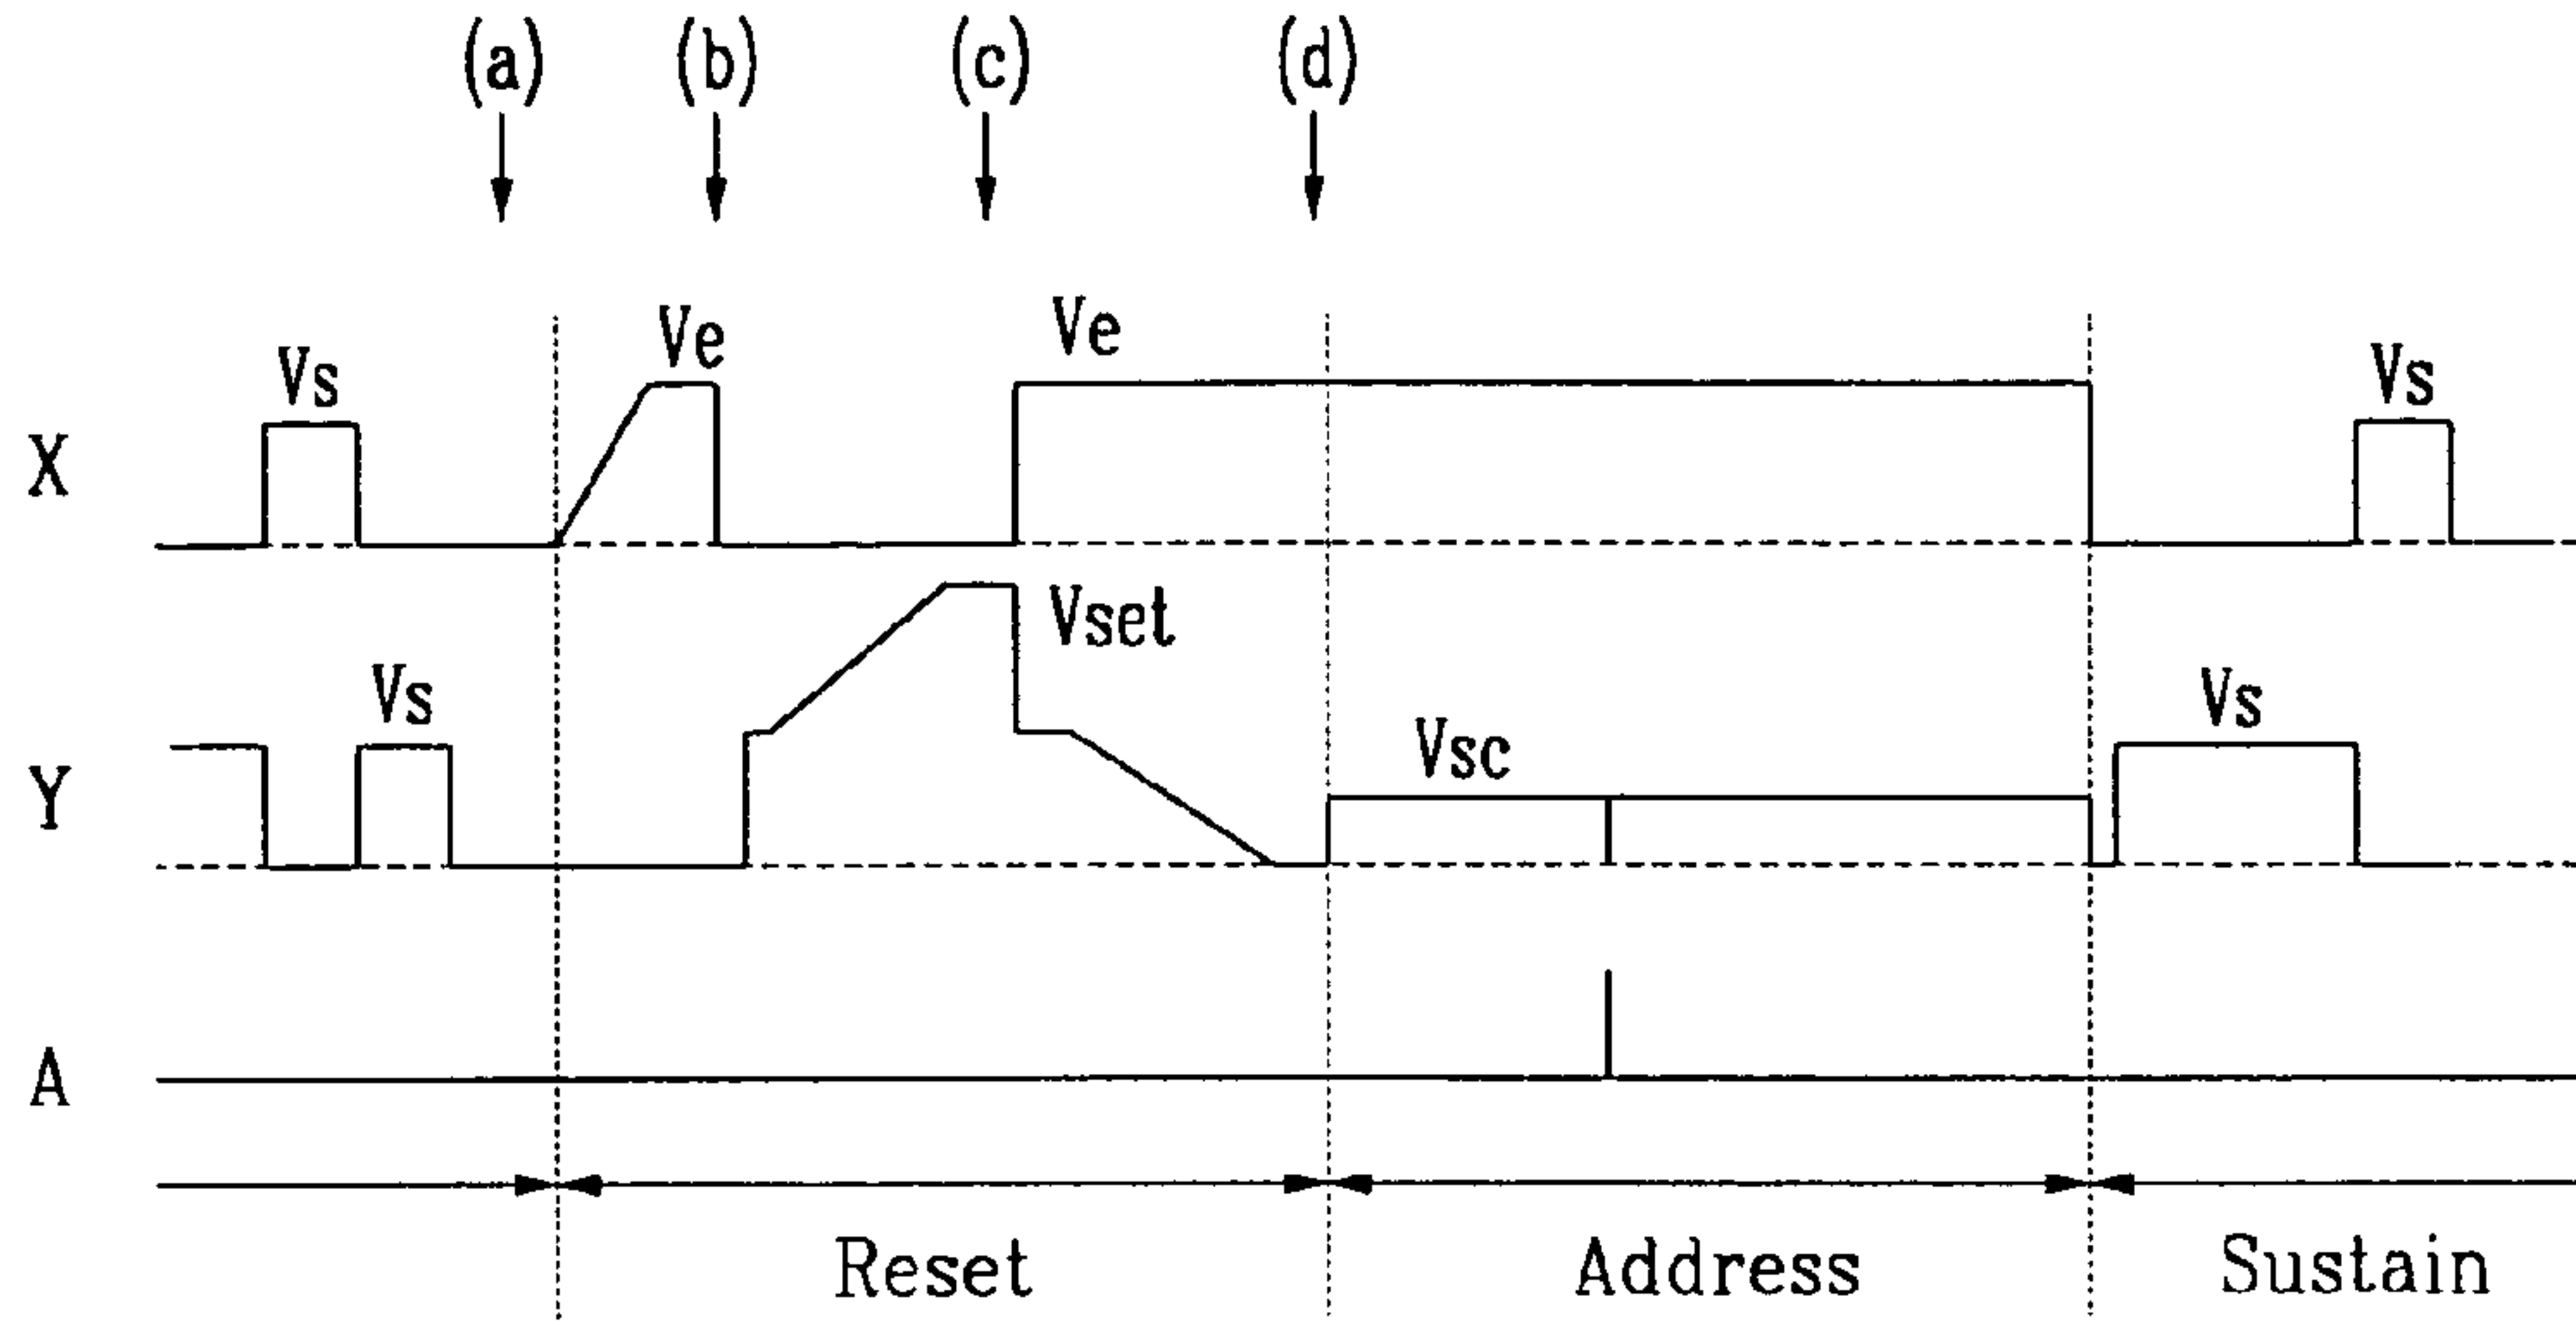 (a) (b) (c) (d)
Vs Ve Ve Vs
X
Vset
Vs Vsc Vs
Y
A
Reset Address Sustain